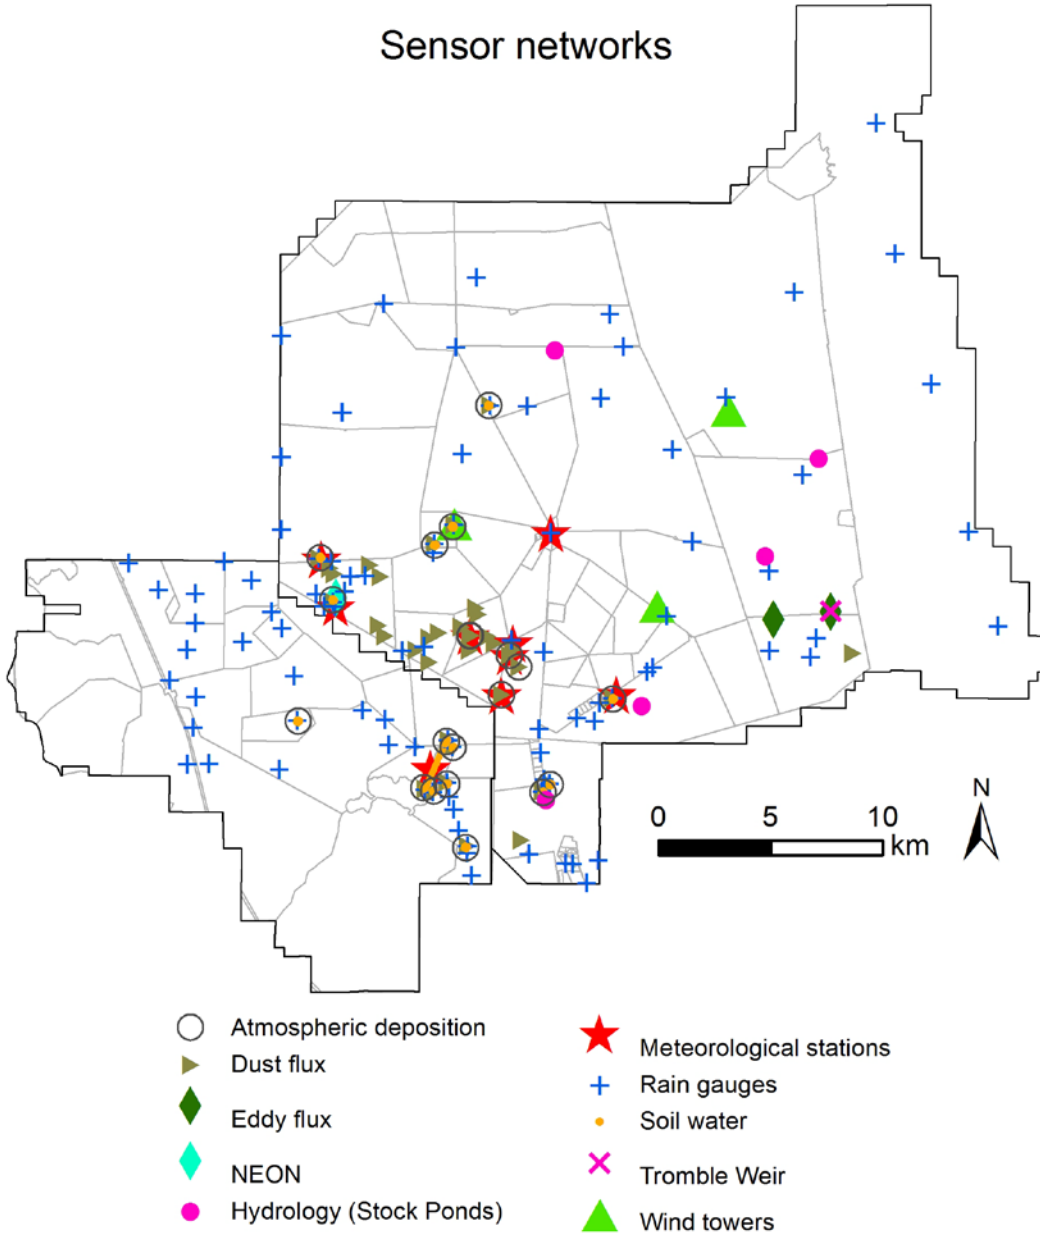 Sensor networks
N
0 5 10
km
Atmospheric deposition
Dust flux
Eddy flux
NEON
Hydrology (Stock Ponds)
Meteorological stations
Rain gauges
Soil water
Tromble Weir
Wind towers